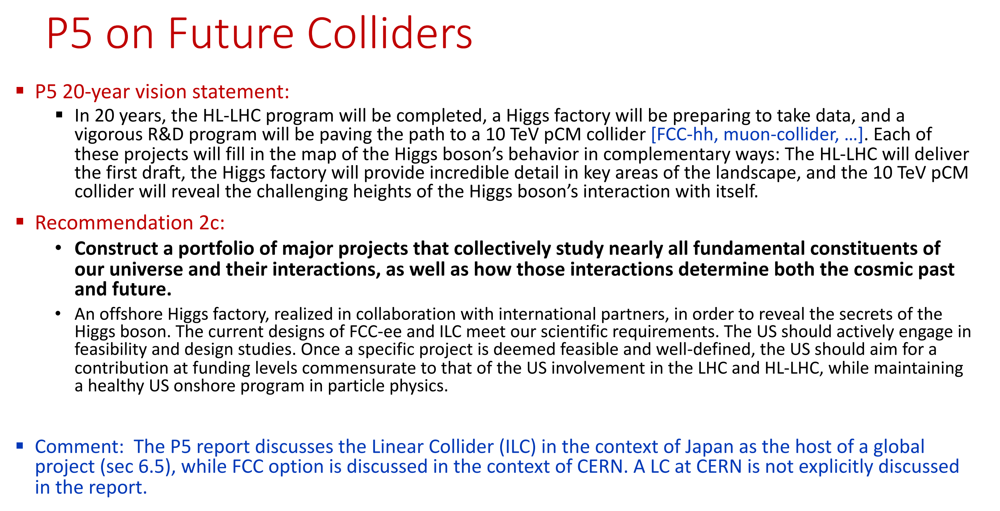 P5 on Future Colliders
▪ P5 20-year vision statement:
▪ In 20 years, the HL-LHC program will be completed, a Higgs factory will be preparing to take data, and a
vigorous R&D program will be paving the path to a 10 TeV pCM collider [FCC-hh, muon-collider, …]. Each of
these projects will fill in the map of the Higgs boson’s behavior in complementary ways: The HL-LHC will deliver
the first draft, the Higgs factory will provide incredible detail in key areas of the landscape, and the 10 TeV pCM
collider will reveal the challenging heights of the Higgs boson’s interaction with itself.
▪ Recommendation 2c:
• Construct a portfolio of major projects that collectively study nearly all fundamental constituents of
our universe and their interactions, as well as how those interactions determine both the cosmic past
and future.
• An offshore Higgs factory, realized in collaboration with international partners, in order to reveal the secrets of the
Higgs boson. The current designs of FCC-ee and ILC meet our scientific requirements. The US should actively engage in
feasibility and design studies. Once a specific project is deemed feasible and well-defined, the US should aim for a
contribution at funding levels commensurate to that of the US involvement in the LHC and HL-LHC, while maintaining
a healthy US onshore program in particle physics.
▪ Comment:  The P5 report discusses the Linear Collider (ILC) in the context of Japan as the host of a global
project (sec 6.5), while FCC option is discussed in the context of CERN. A LC at CERN is not explicitly discussed
in the report.